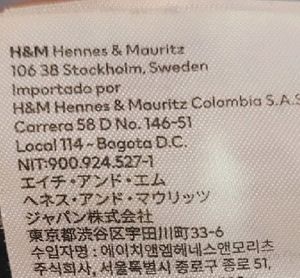 H&M Hennes & Mauritz
106 38 Stockholm, Sweden
Importado por
H&M Hennes & Mauritz Colombia S.A.S
Carrera 58 D No. 146-51
Local 114 - Bogota D.C.
NIT:900.924.527-1
エイチ・アンド・エム
ヘネス・アンド・マウリッツ
ジャパン株式会社
東京都渋谷区宇田川町33-6
수입자명 : 에이치앤엠헤네스앤모리츠
주식회사, 서울특별시 종로구 종로 51,